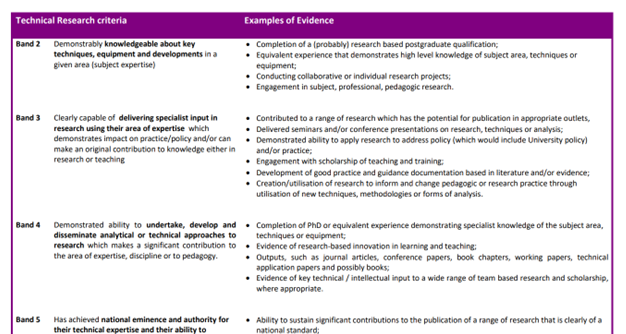 Technical Research criteria Examples of Evidence
Band 2 Demonstrably knowledgeable about key
techniques, equipment and developments in a
given area (subject expertise)
• Completion of a (probably) research based postgraduate qualification;
• Equivalent experience that demonstrates high level knowledge of subject area, techniques or
equipment;
• Conducting collaborative or individual research projects;
• Engagement in subject, professional, pedagogic research.
Band 3 Clearly capable of delivering specialist input in
research using their area of expertise which
demonstrates impact on practice/policy and/or can
make an original contribution to knowledge either in
research or teaching
• Contributed to a range of research which has the potential for publication in appropriate outlets,
• Delivered seminars and/or conference presentations on research, techniques or analysis;
• Demonstrated ability to apply research to address policy (which would include University policy)
and/or practice;
• Engagement with scholarship of teaching and training;
• Development of good practice and guidance documentation based in literature and/or evidence;
• Creation/utilisation of research to inform and change pedagogic or research practice through
utilisation of new techniques, methodologies or forms of analysis.
Band 4 Demonstrated ability to undertake, develop and
disseminate analytical or technical approaches to
research which makes a significant contribution to
the area of expertise, discipline or to pedagogy.
• Completion of PhD or equivalent experience demonstrating specialist knowledge of the subject area,
techniques or equipment;
• Evidence of research-based innovation in learning and teaching;
• Outputs, such as journal articles, conference papers, book chapters, working papers, technical
application papers and possibly books;
• Evidence of key technical / intellectual input to a wide range of team based research and scholarship,
where appropriate.
Band 5 Has achieved national eminence and authority for
their technical expertise and their ability to
• Ability to sustain significant contributions to the publication of a range of research that is clearly of a
national standard;